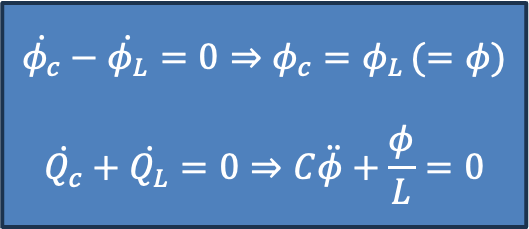 ϕ̇_c − ϕ̇_L = 0 ⇒ ϕ_c = ϕ_L (= ϕ)
Q̇_c + Q̇_L = 0 ⇒ Cϕ̈ + ϕ/L = 0